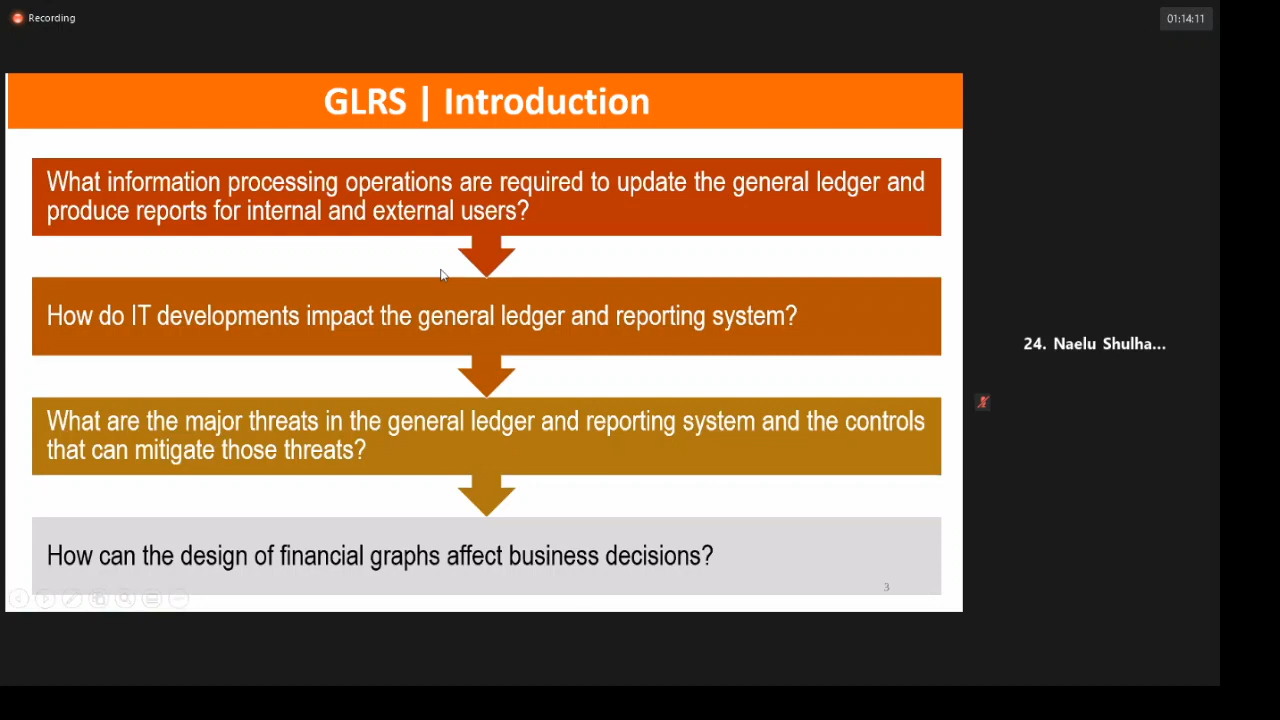 Recording
01:14:11
GLRS | Introduction
What information processing operations are required to update the general ledger and
produce reports for internal and external users?
How do IT developments impact the general ledger and reporting system?
24. Naelu Shulha...
What are the major threats in the general ledger and reporting system and the controls
that can mitigate those threats?
How can the design of financial graphs affect business decisions?
3